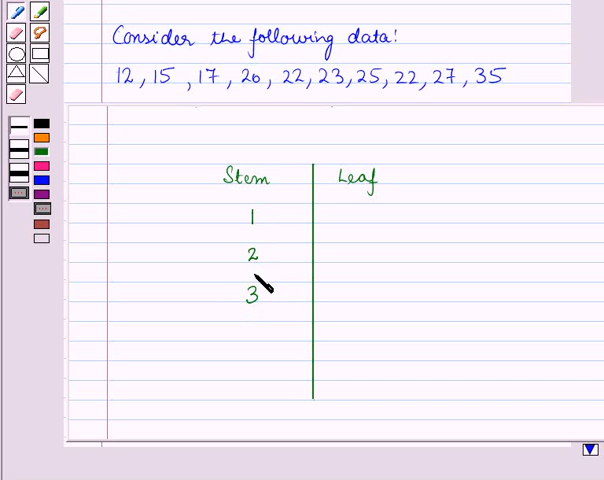 Consider the following data!
12, 15, 17, 20, 22, 23, 25, 22, 27, 35
Stem Leaf
1
2
3